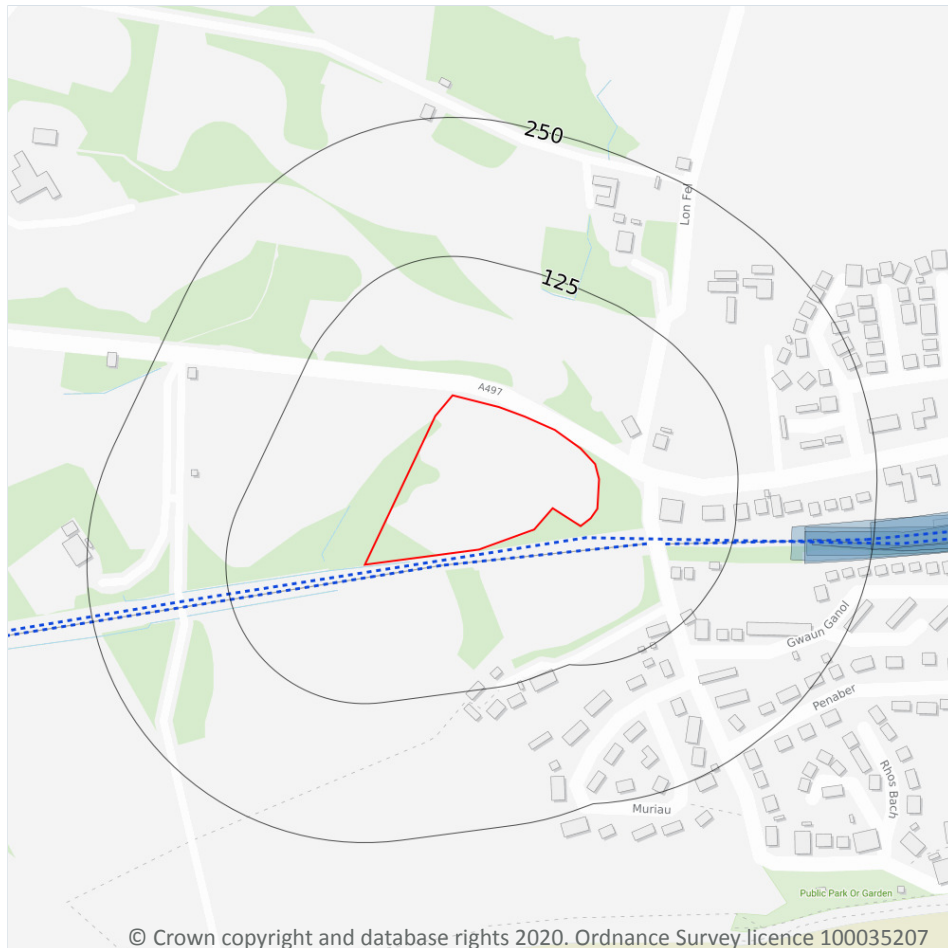 250
Lon Fel
125
A497
Gwaun Ganol
Penaber
Rhos Bach
Muriau
Public Park Or Garden
© Crown copyright and database rights 2020. Ordnance Survey licence 100035207